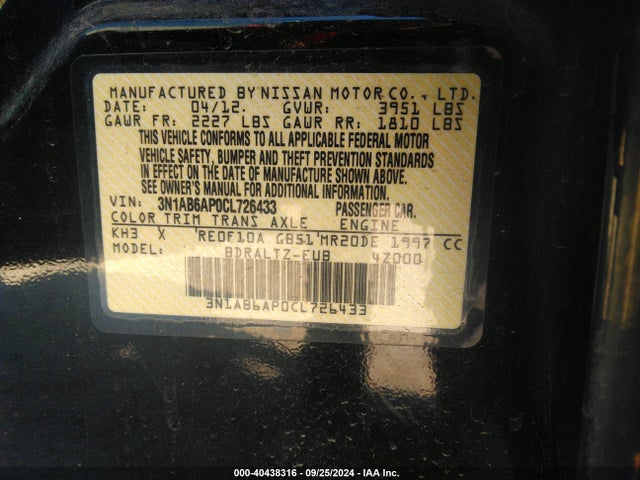 MANUFACTURED BY NISSAN MOTOR CO., LTD.
DATE: 04/12. GVWR: 3951 LBS
GAWR FR: 2227 LBS GAWR RR: 1810 LBS
THIS VEHICLE CONFORMS TO ALL APPLICABLE FEDERAL MOTOR
VEHICLE SAFETY, BUMPER AND THEFT PREVENTION STANDARDS
IN EFFECT ON THE DATE OF MANUFACTURE SHOWN ABOVE.
SEE OWNER'S MANUAL FOR ADDITIONAL INFORMATION.
VIN: 3N1AB6AP0CL726433 PASSENGER CAR.
COLOR TRIM TRANS AXLE ENGINE
KH3 X RE0F10A GB51 MR20DE 1997 CC
MODEL: BDRALTZ-EUB 4Z000
3N1AB6AP0CL726433
000-40438316 - 09/25/2024 - IAA Inc.